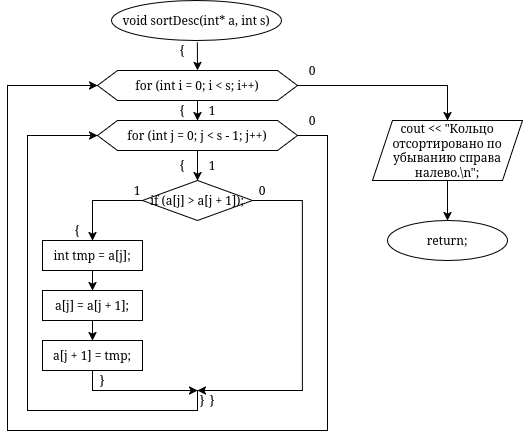 void sortDesc(int* a, int s)
{
for (int i = 0; i < s; i++)
0
{ 1
for (int j = 0; j < s - 1; j++)
0
{ 1
if (a[j] > a[j + 1]);
1
0
{
int tmp = a[j];
a[j] = a[j + 1];
a[j + 1] = tmp;
}
} }
cout << "Кольцо
отсортировано по
убыванию справа
налево.\n";
return;